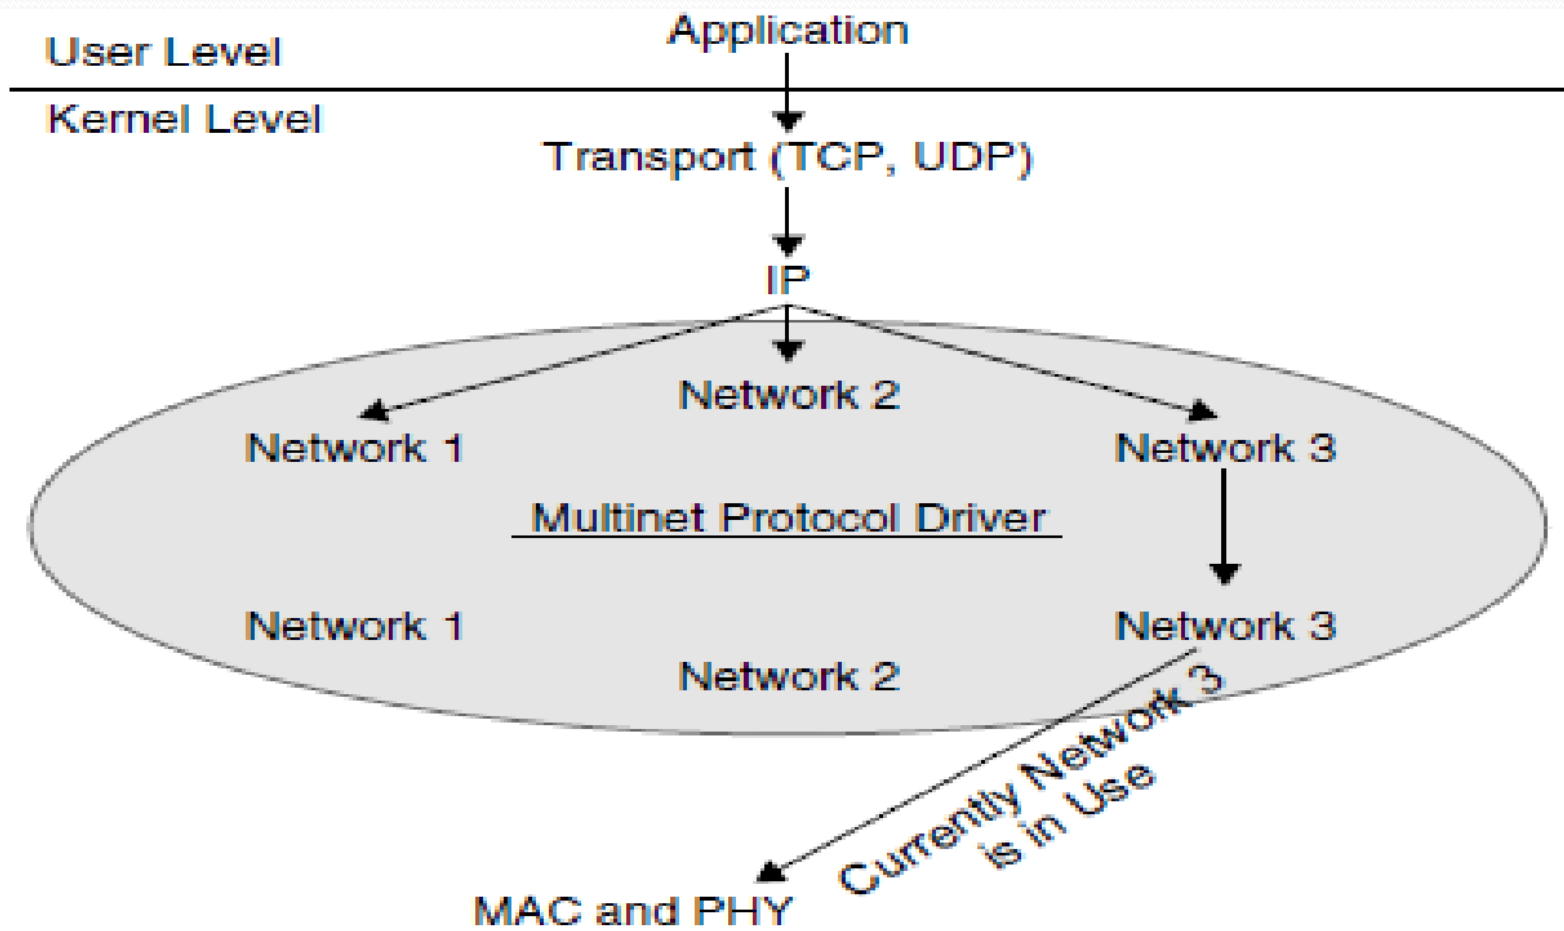 Application
User Level
Kernel Level
Transport (TCP, UDP)
IP
Network 2
Network 1
Network 3
Multinet Protocol Driver
Network 1
Network 3
Network 2
Currently Network 3
is in Use
MAC and PHY